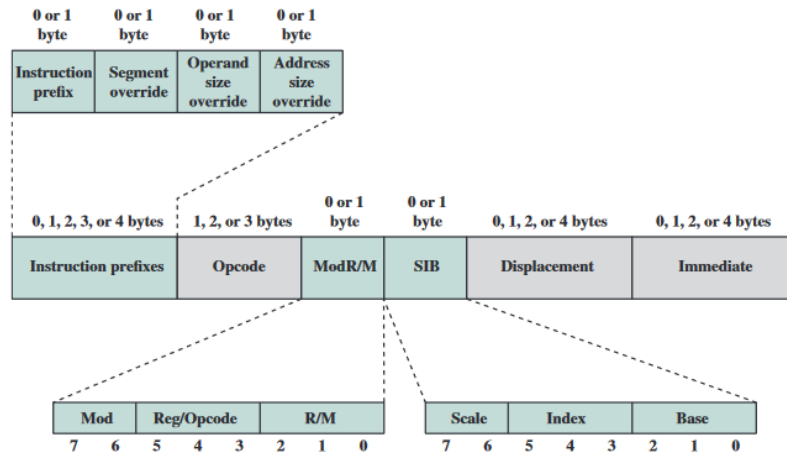 0 or 1 0 or 1 0 or 1 0 or 1
byte byte byte byte
Instruction prefix
Segment override
Operand size override
Address size override
0 or 1 0 or 1
0, 1, 2, 3, or 4 bytes 1, 2, or 3 bytes byte byte 0, 1, 2, or 4 bytes 0, 1, 2, or 4 bytes
Instruction prefixes Opcode ModR/M SIB Displacement Immediate
Mod Reg/Opcode R/M Scale Index Base
7 6 5 4 3 2 1 0 7 6 5 4 3 2 1 0